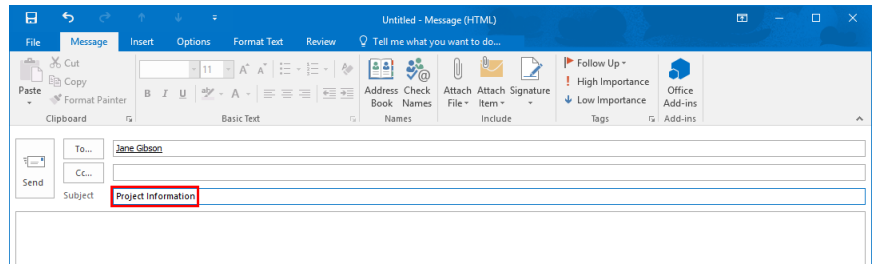 Untitled - Message (HTML)
File Message Insert Options Format Text Review Tell me what you want to do...
Paste
Cut
Copy
Format Painter
Clipboard
11
A A
B I U ab A
Basic Text
Address Book
Check Names
Names
Attach File
Attach Item
Signature
Include
Follow Up
! High Importance
Low Importance
Tags
Office Add-ins
Add-ins
Send
To... Jane Gibson
Cc...
Subject Project Information